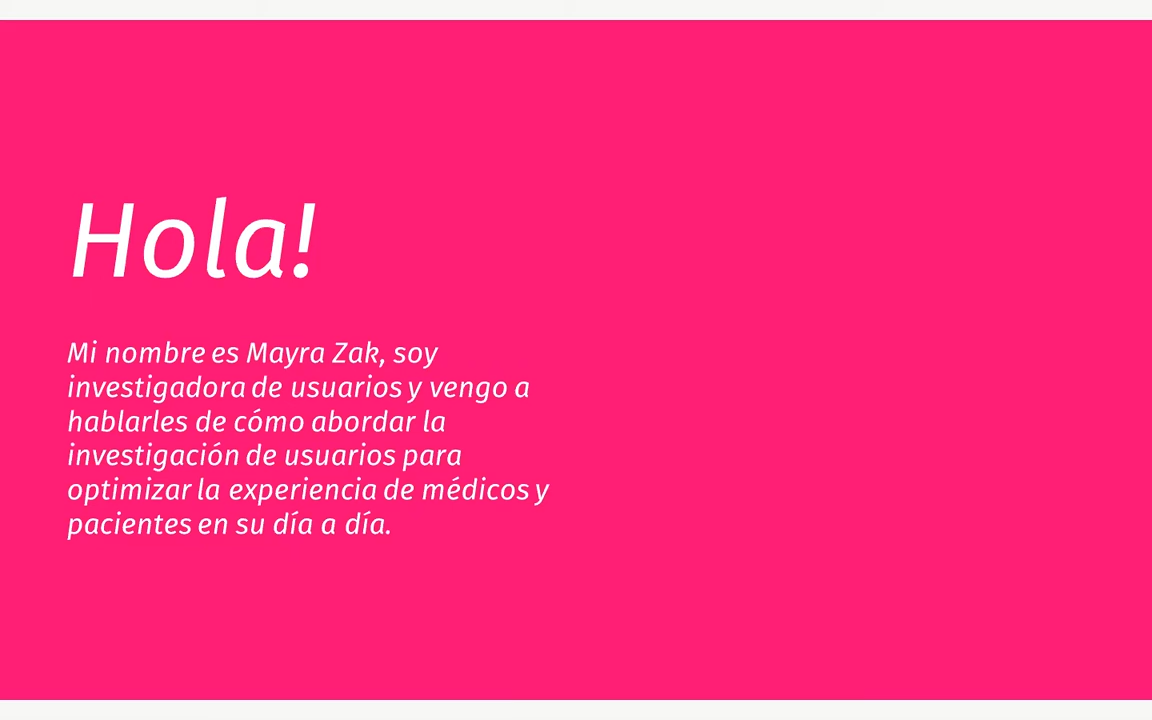 Hola!
Mi nombre es Mayra Zak, soy
investigadora de usuarios y vengo a
hablarles de cómo abordar la
investigación de usuarios para
optimizar la experiencia de médicos y
pacientes en su día a día.